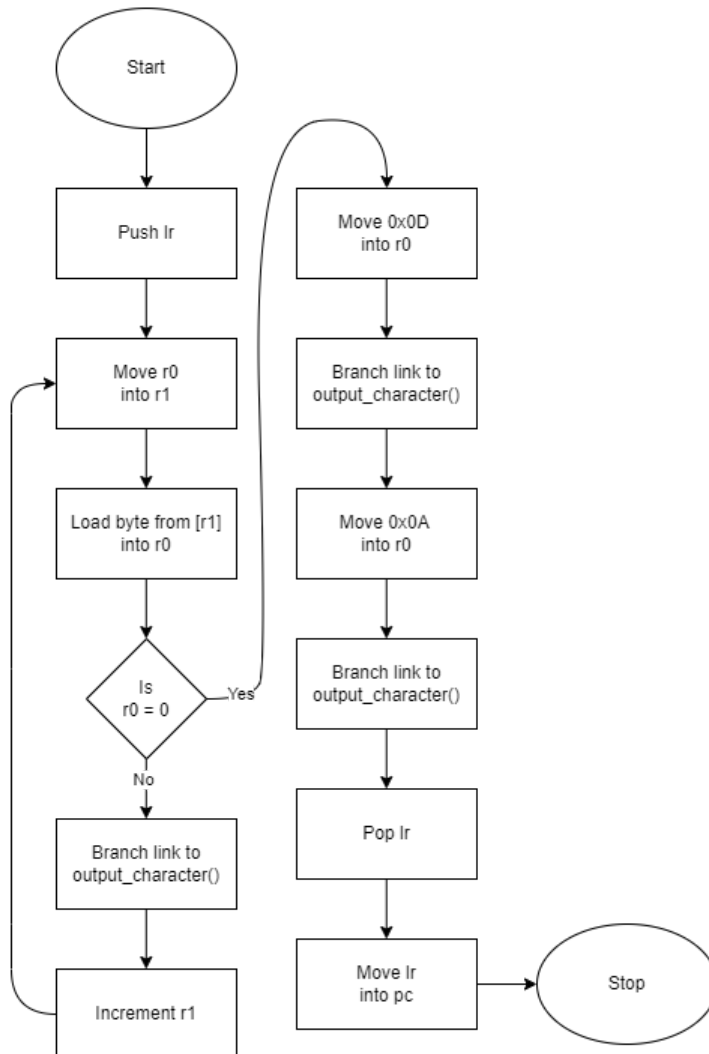 Start
Push lr
Move r0
into r1
Load byte from [r1]
into r0
Is
r0 = 0
Yes
No
Branch link to
output_character()
Increment r1
Move 0x0D
into r0
Branch link to
output_character()
Move 0x0A
into r0
Branch link to
output_character()
Pop lr
Move lr
into pc
Stop